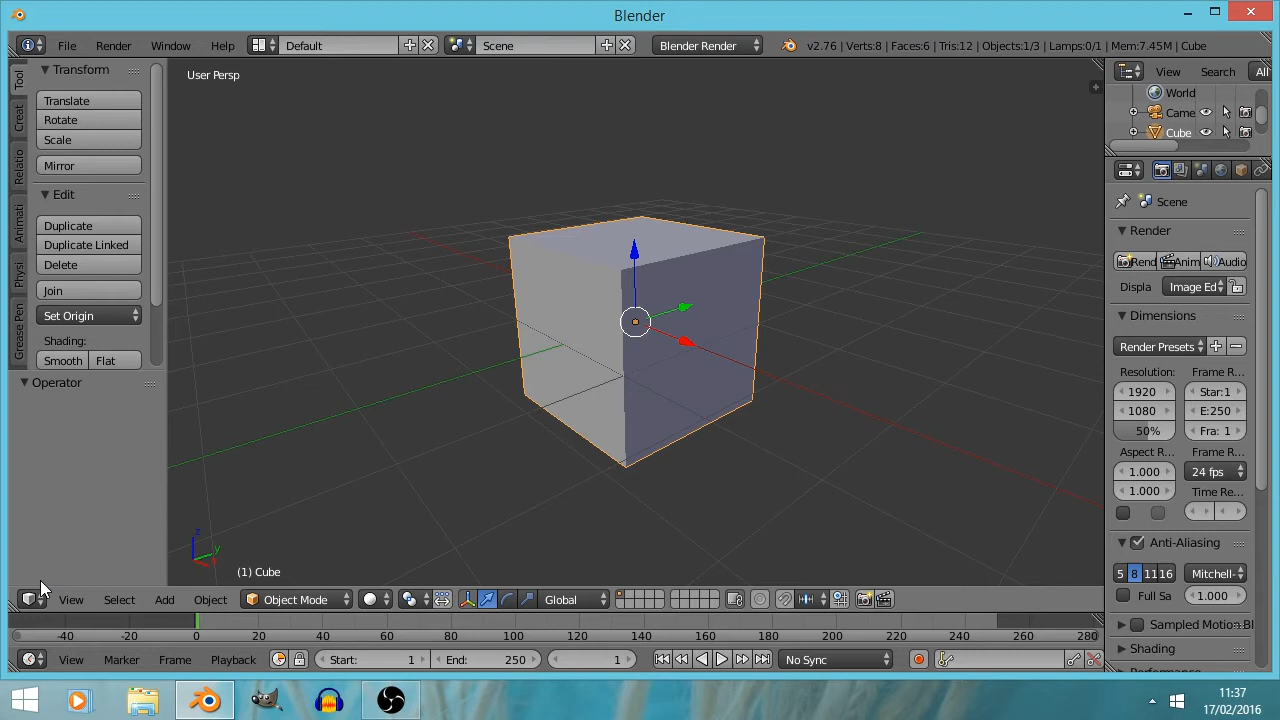 Blender
File Render Window Help Default Scene Blender Render v2.76 | Verts:8 | Faces:6 | Tris:12 | Objects:1/3 | Lamps:0/1 | Mem:7.45M | Cube
Tool
Creat
Relatio
Animati
Physi
Grease Pen
Transform
Translate
Rotate
Scale
Mirror
Edit
Duplicate
Duplicate Linked
Delete
Join
Set Origin
Shading:
Smooth Flat
Operator
User Persp
z
y
x
(1) Cube
View Search All
World
Came
Cube
Scene
Render
Rend Anim Audio
Displa Image Ed
Dimensions
Render Presets
Resolution: Frame R...
1920 Star:1
1080 E:250
50% Fra: 1
Aspect R... Frame R...
1.000 24 fps
1.000 Time Re...
Anti-Aliasing
5 8 11 16 Mitchell-
Full Sa 1.000
Sampled Motion Bl
Shading
View Select Add Object Object Mode Global
-40 -20 0 20 40 60 80 100 120 140 160 180 200 220 240 260 280
View Marker Frame Playback Start: 1 End: 250 1 No Sync
11:37
17/02/2016